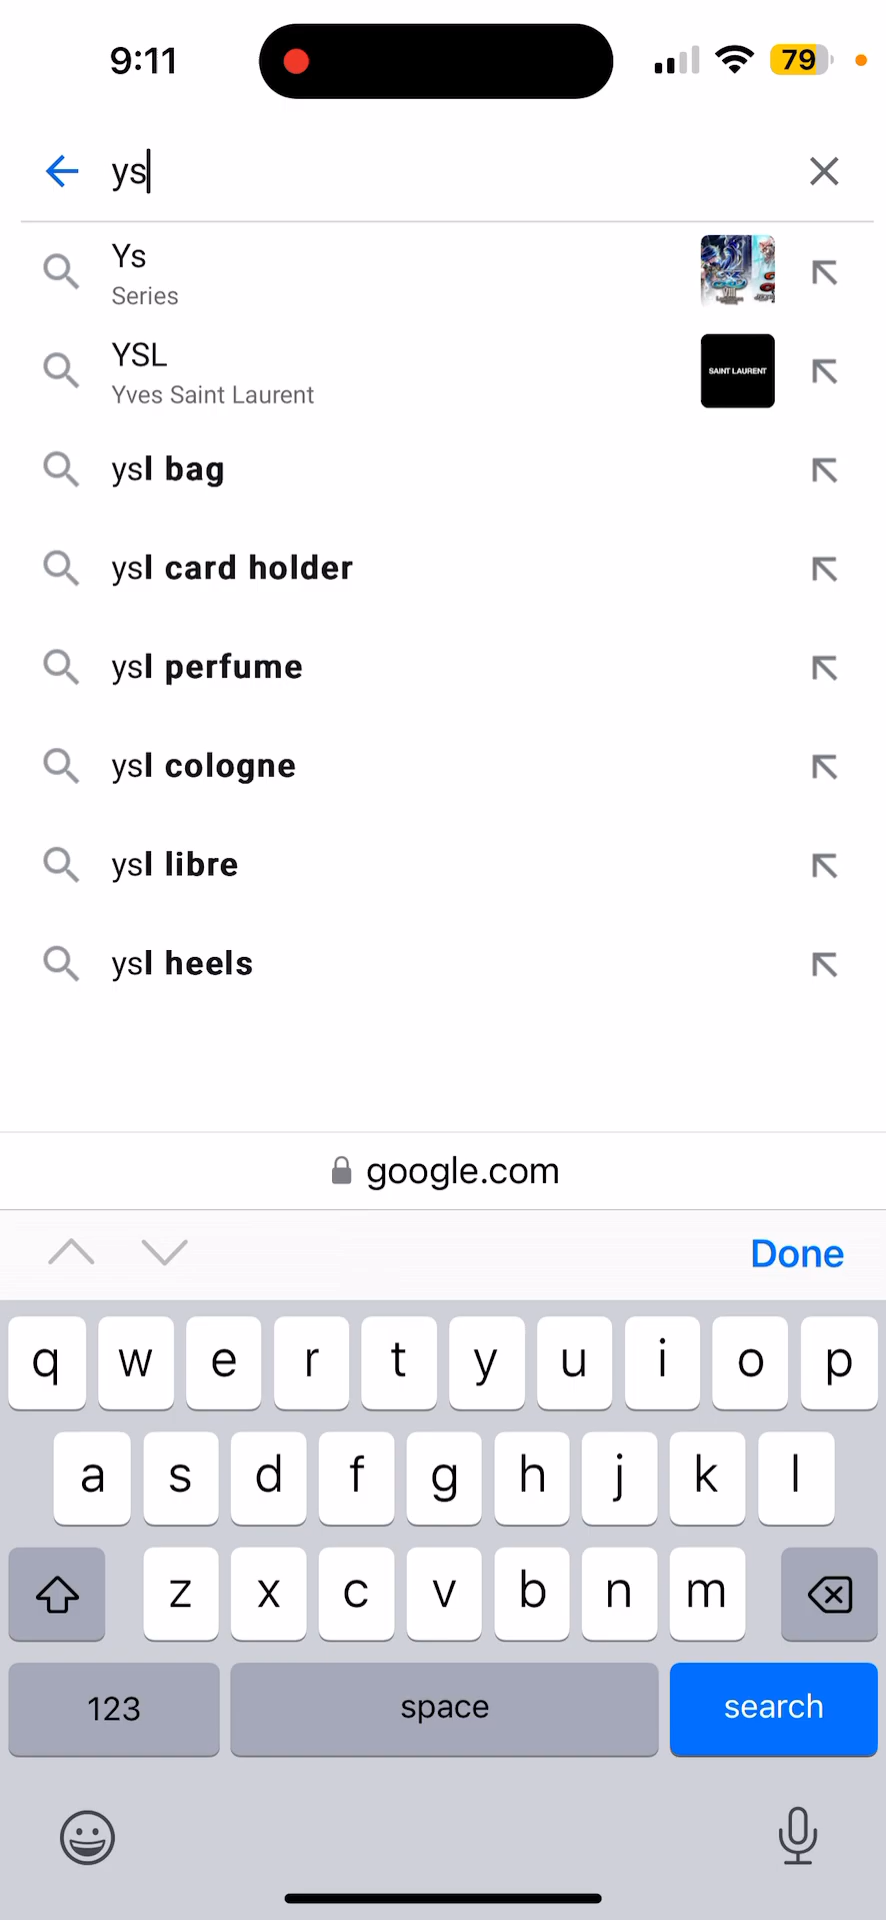 9:11
79
ys
Ys
Series
YSL
Yves Saint Laurent
SAINT LAURENT
ysl bag
ysl card holder
ysl perfume
ysl cologne
ysl libre
ysl heels
google.com
Done
q w e r t y u i o p
a s d f g h j k l
z x c v b n m
123 space search